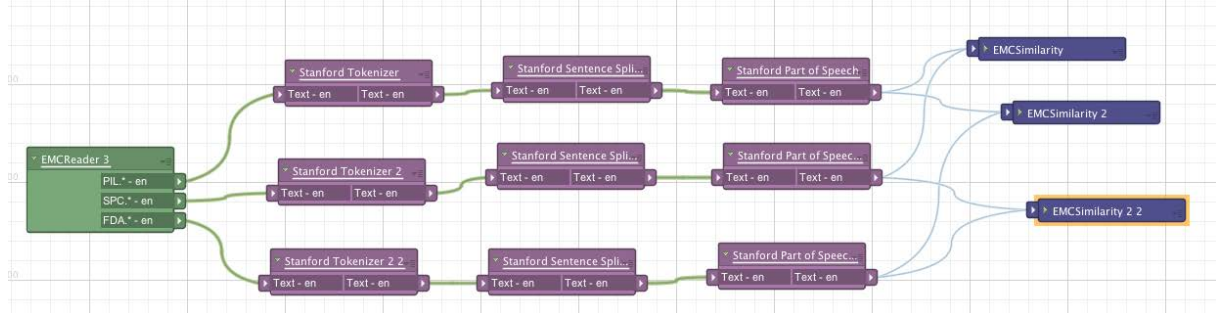 EMCSimilarity
Stanford Tokenizer
Stanford Sentence Spli...
Stanford Part of Speech
Text - en Text - en
Text - en Text - en
Text - en Text - en
EMCSimilarity 2
EMCReader 3
PIL.* - en
SPC.* - en
FDA.* - en
Stanford Tokenizer 2
Stanford Sentence Spli...
Stanford Part of Speec...
Text - en Text - en
Text - en Text - en
Text - en Text - en
EMCSimilarity 2 2
Stanford Tokenizer 2 2
Stanford Sentence Spli...
Stanford Part of Speec...
Text - en Text - en
Text - en Text - en
Text - en Text - en